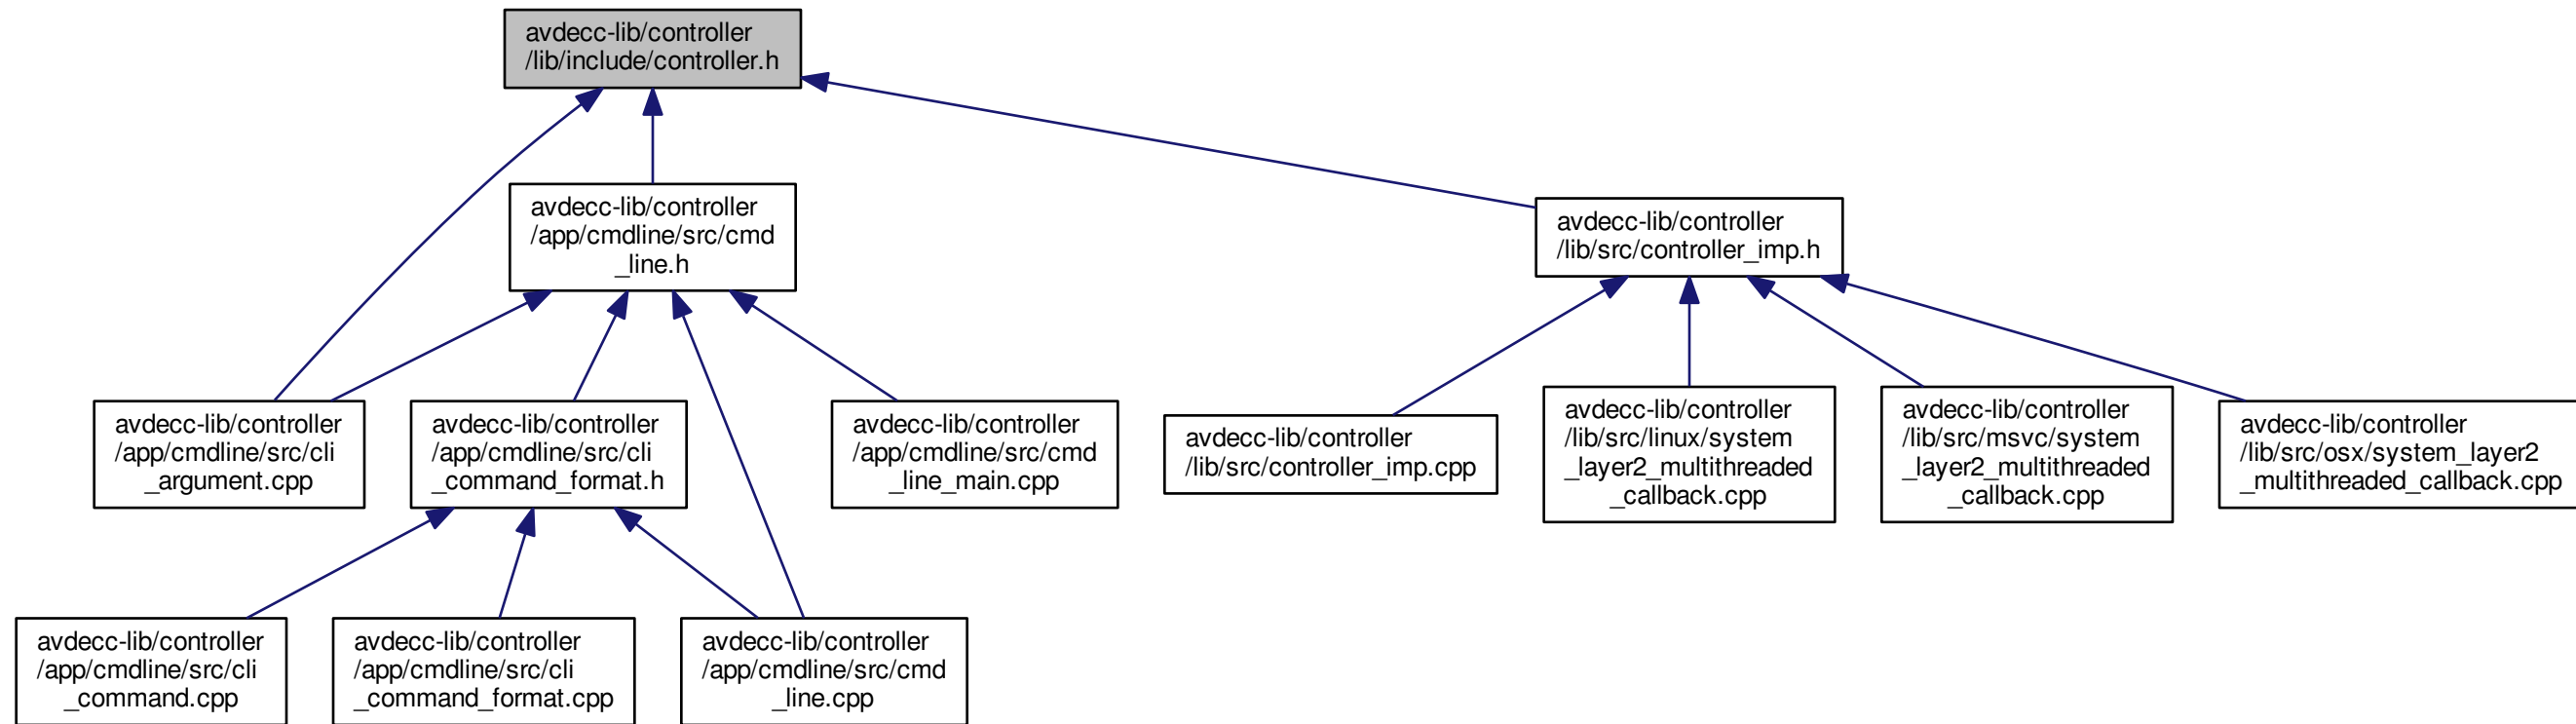 avdecc-lib/controller
/lib/include/controller.h
avdecc-lib/controller
/app/cmdline/src/cmd
_line.h
avdecc-lib/controller
/lib/src/controller_imp.h
avdecc-lib/controller
/app/cmdline/src/cli
_argument.cpp
avdecc-lib/controller
/app/cmdline/src/cli
_command_format.h
avdecc-lib/controller
/app/cmdline/src/cmd
_line_main.cpp
avdecc-lib/controller
/lib/src/controller_imp.cpp
avdecc-lib/controller
/lib/src/linux/system
_layer2_multithreaded
_callback.cpp
avdecc-lib/controller
/lib/src/msvc/system
_layer2_multithreaded
_callback.cpp
avdecc-lib/controller
/lib/src/osx/system_layer2
_multithreaded_callback.cpp
avdecc-lib/controller
/app/cmdline/src/cli
_command.cpp
avdecc-lib/controller
/app/cmdline/src/cli
_command_format.cpp
avdecc-lib/controller
/app/cmdline/src/cmd
_line.cpp